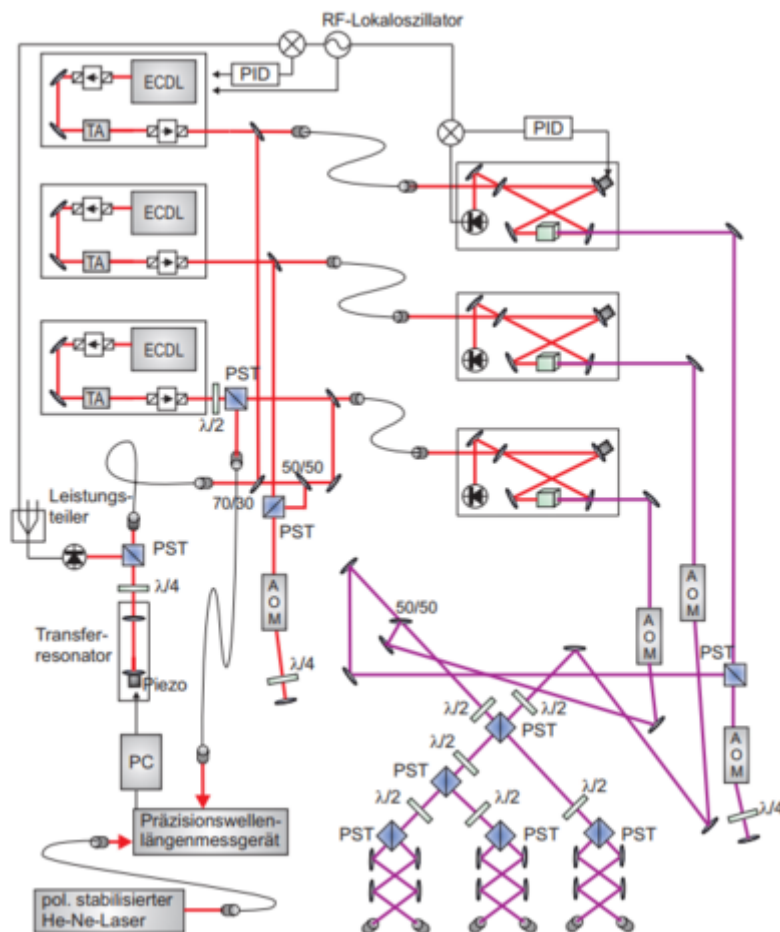 RF-Lokaloszillator
PID
ECDL
TA
PID
ECDL
TA
ECDL
PST
TA
λ/2
50/50
Leistungs-
teiler
70/30
PST
PST
λ/4
AOM
AOM
Transfer-
resonator
50/50
AOM
λ/4
PST
Piezo
λ/2
λ/2
PST
PC
λ/2
AOM
PST
λ/4
λ/2
λ/2
λ/2
Präzisionswellen-
längenmessgerät
PST
PST
PST
pol. stabilisierter
He-Ne-Laser